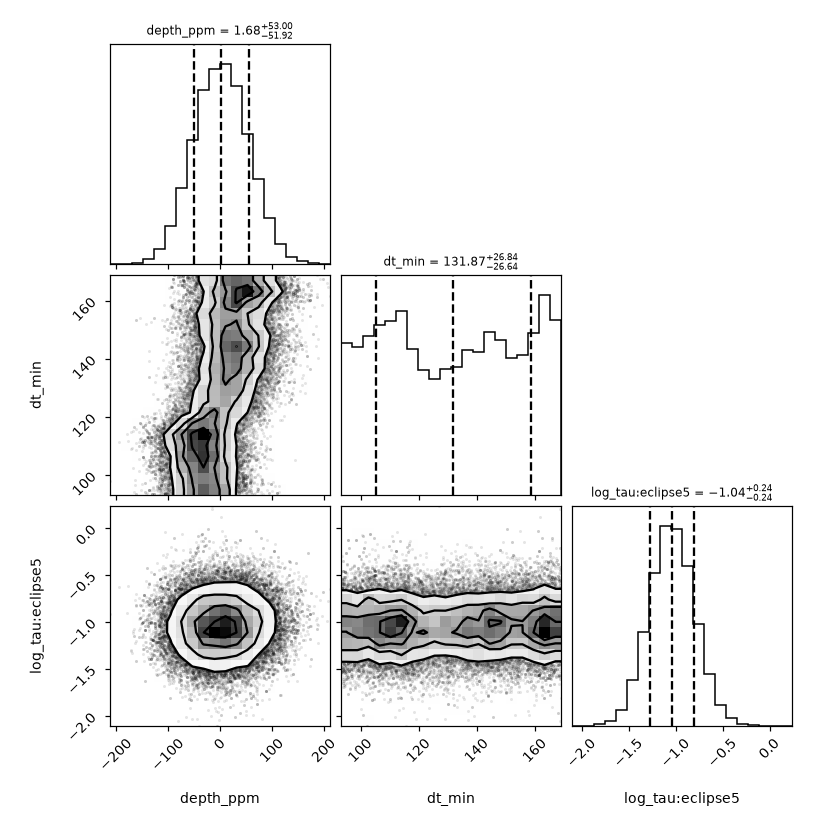 depth_ppm = 1.68+53.00−51.92
dt_min = 131.87+26.84−26.64
160
140
120
100
dt_min
log_tau:eclipse5 = −1.04+0.24−0.24
0.0
−0.5
−1.0
−1.5
−2.0
log_tau:eclipse5
−200
−100
0
100
200
100
120
140
160
−2.0
−1.5
−1.0
−0.5
0.0
depth_ppm
dt_min
log_tau:eclipse5